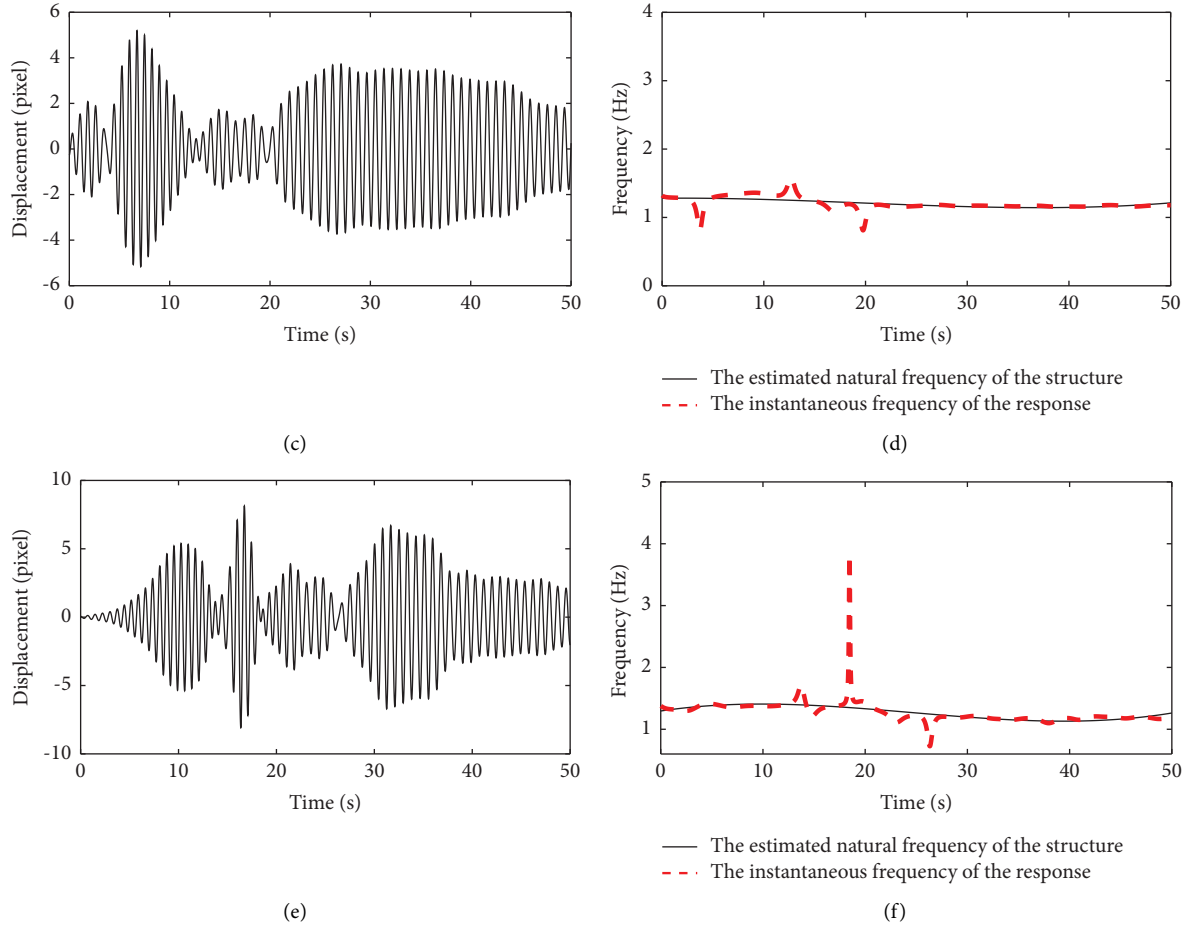 6
4
2
0
-2
-4
-6
Displacement (pixel)
0 10 20 30 40 50
Time (s)
(c)
4
3
2
1
0
Frequency (Hz)
0 10 20 30 40 50
Time (s)
The estimated natural frequency of the structure
The instantaneous frequency of the response
(d)
10
5
0
-5
-10
Displacement (pixel)
0 10 20 30 40 50
Time (s)
(e)
5
4
3
2
1
Frequency (Hz)
0 10 20 30 40 50
Time (s)
The estimated natural frequency of the structure
The instantaneous frequency of the response
(f)